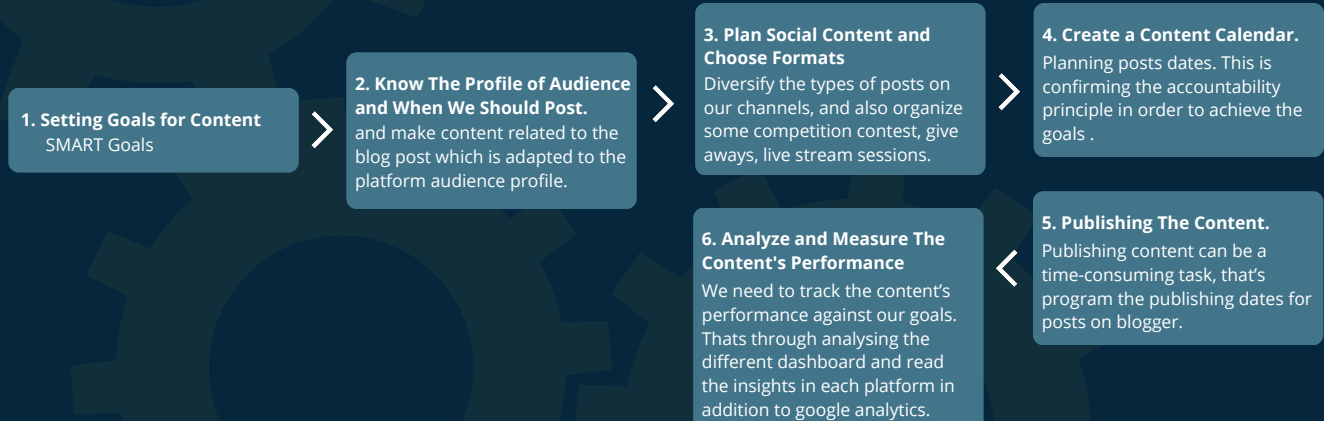 1. Setting Goals for Content
SMART Goals
2. Know The Profile of Audience
and When We Should Post.
and make content related to the
blog post which is adapted to the
platform audience profile.
3. Plan Social Content and
Choose Formats
Diversify the types of posts on
our channels, and also organize
some competition contest, give
aways, live stream sessions.
4. Create a Content Calendar.
Planning posts dates. This is
confirming the accountability
principle in order to achieve the
goals .
5. Publishing The Content.
Publishing content can be a
time-consuming task, that’s
program the publishing dates for
posts on blogger.
6. Analyze and Measure The
Content's Performance
We need to track the content’s
performance against our goals.
Thats through analysing the
different dashboard and read
the insights in each platform in
addition to google analytics.